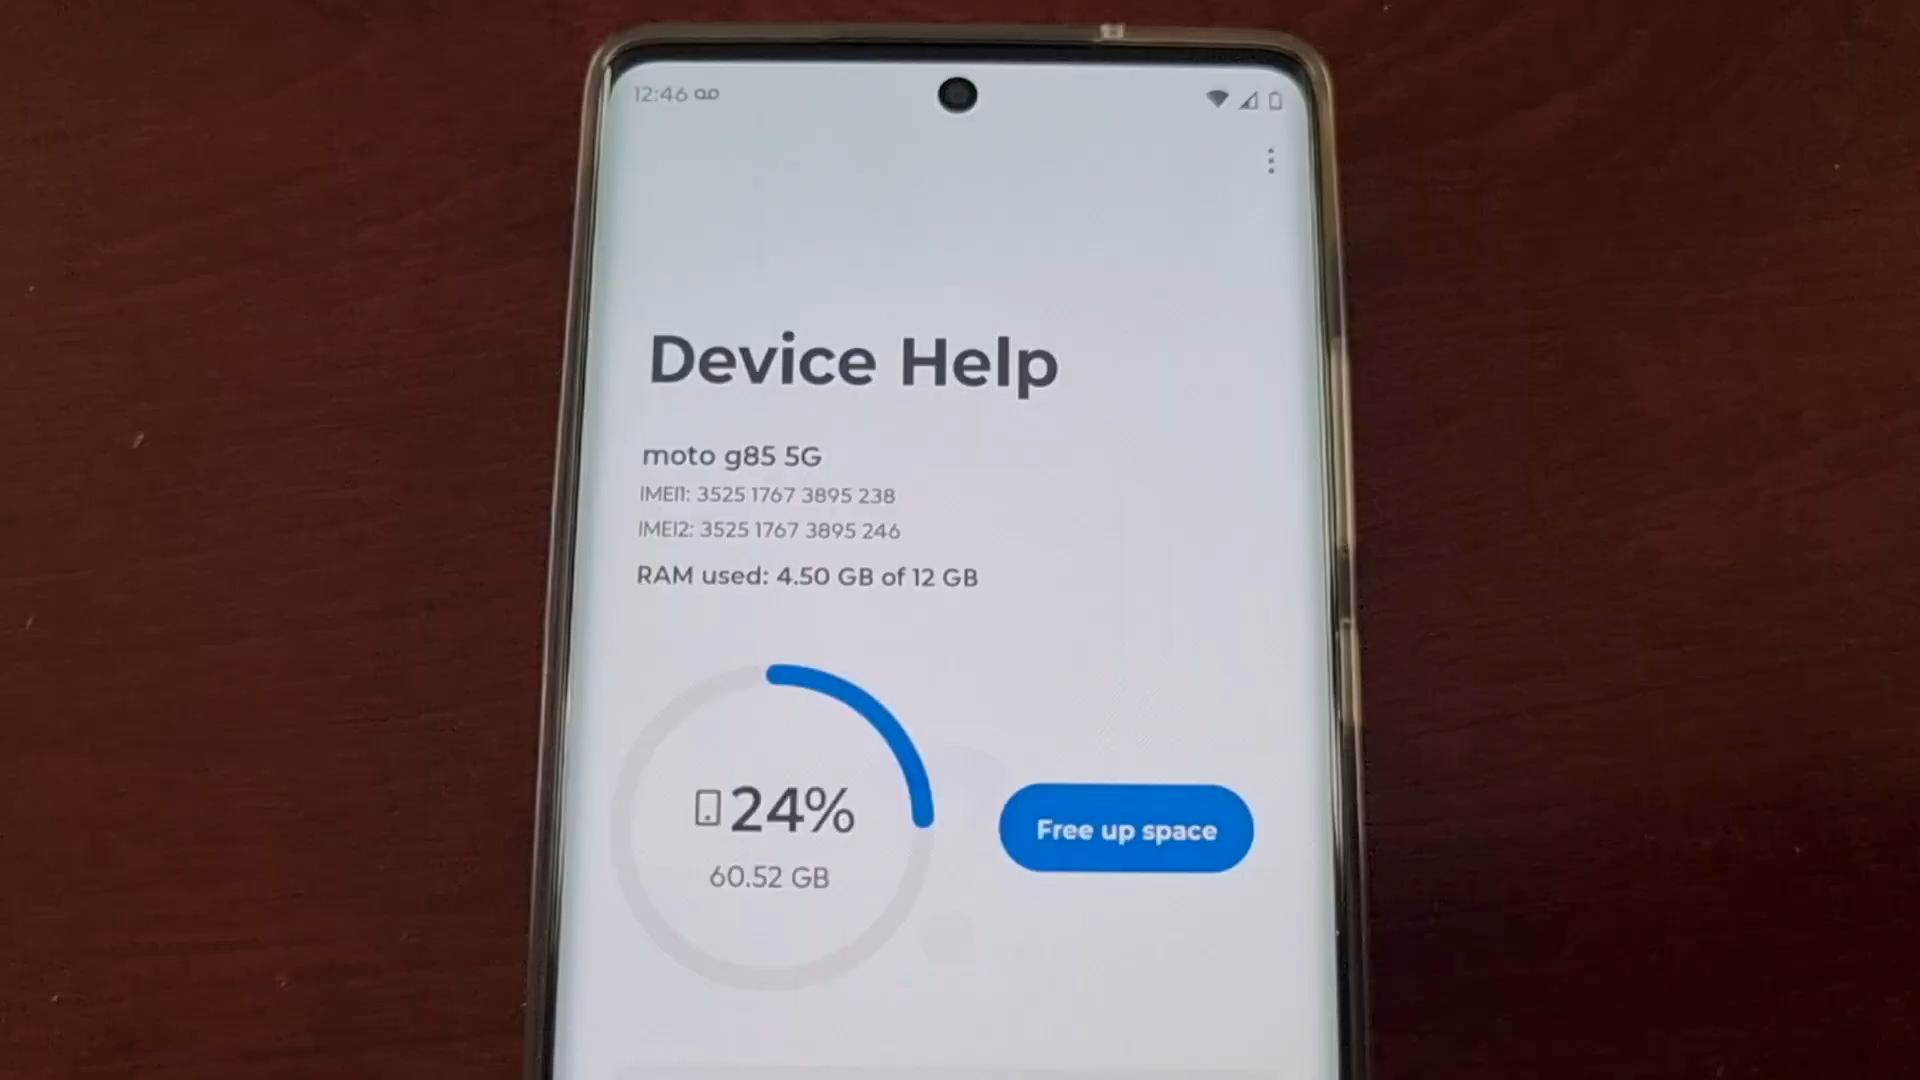 12:46
Device Help
moto g85 5G
IMEI1: 3525 1767 3895 238
IMEI2: 3525 1767 3895 246
RAM used: 4.50 GB of 12 GB
24%
60.52 GB
Free up space